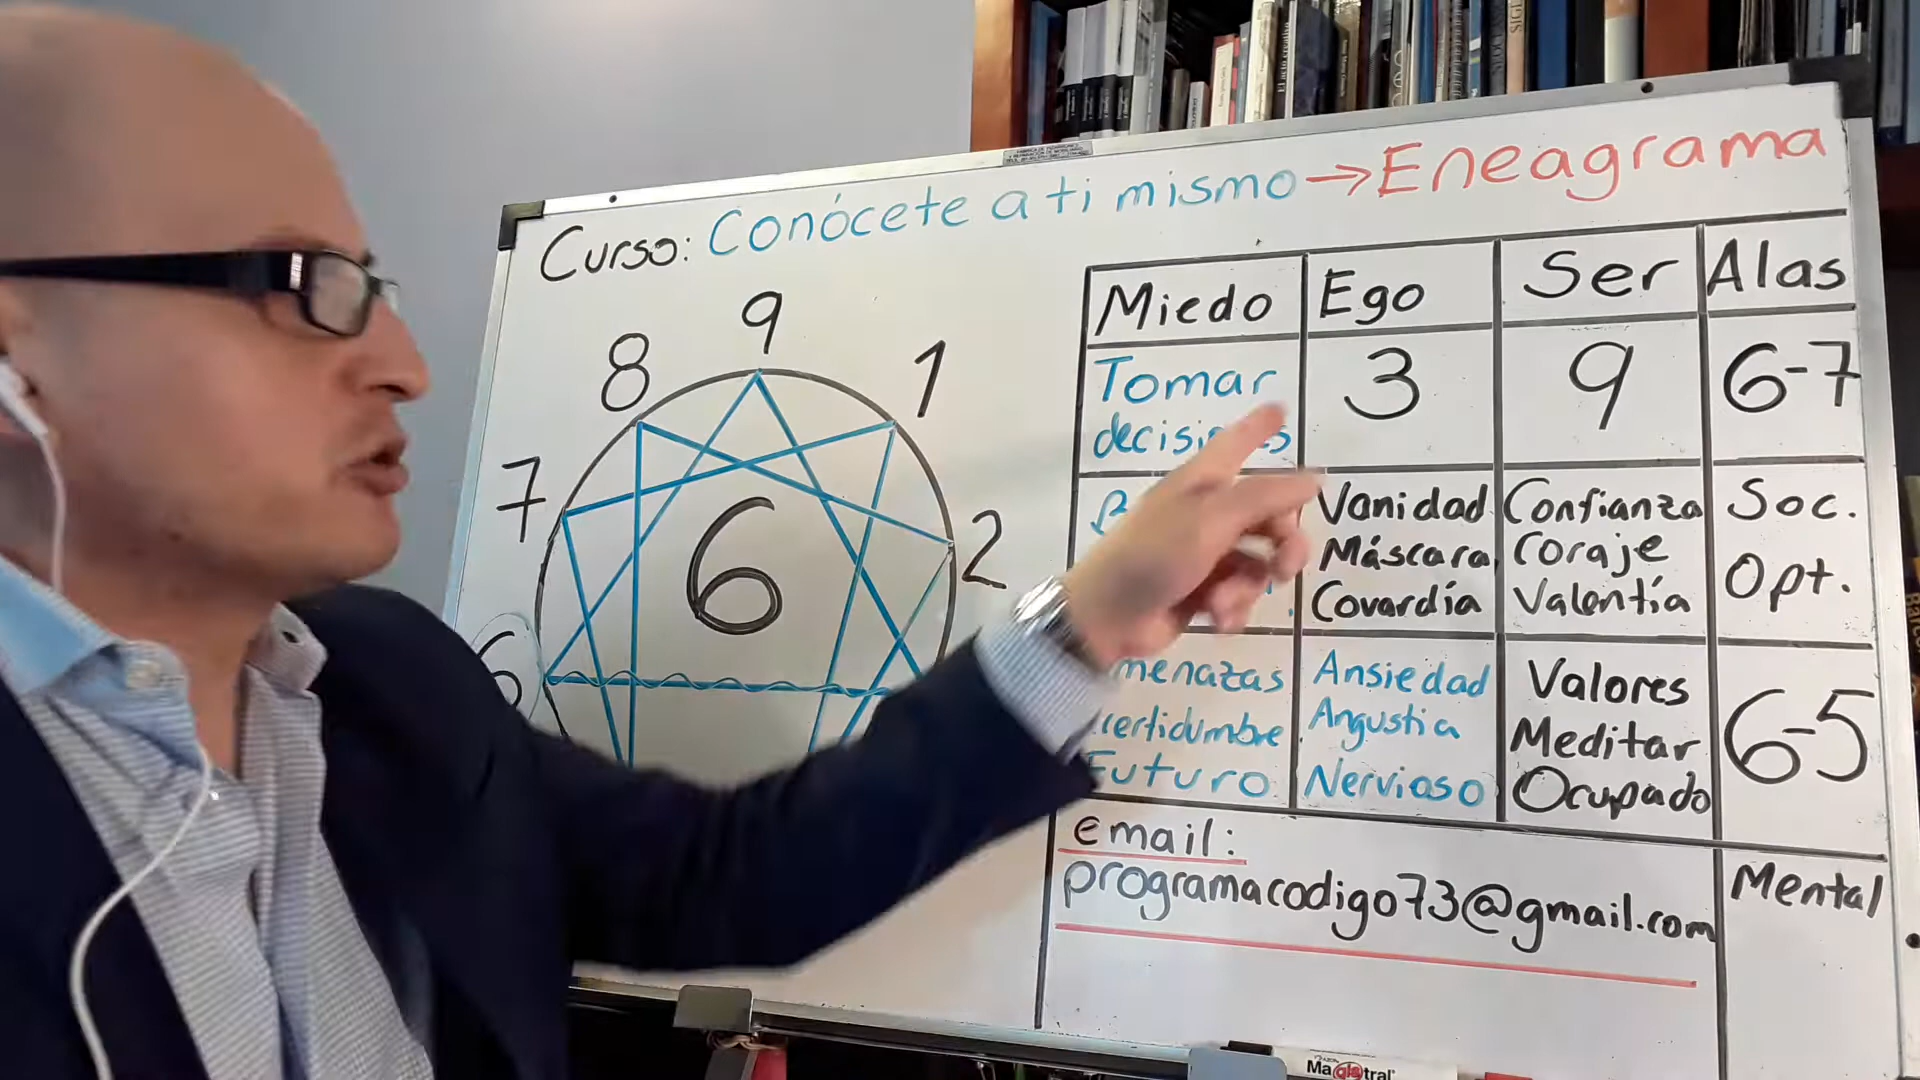 Curso: Conócete a ti mismo → Eneagrama
9
8
1
7
2
6
6
Miedo Ego Ser Alas
Tomar 3 9 6-7
Vanidad Confianza Soc.
Máscara Coraje Opt.
Covardía Valentía
Ansiedad Valores 6-5
Angustia Meditar
Futuro Nervioso Ocupado
email:
programacodigo73@gmail.com
Mental
Magistral